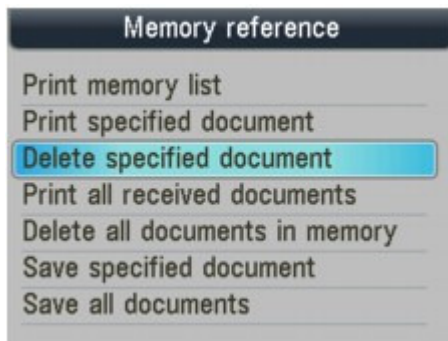 Memory reference
Print memory list
Print specified document
Delete specified document
Print all received documents
Delete all documents in memory
Save specified document
Save all documents